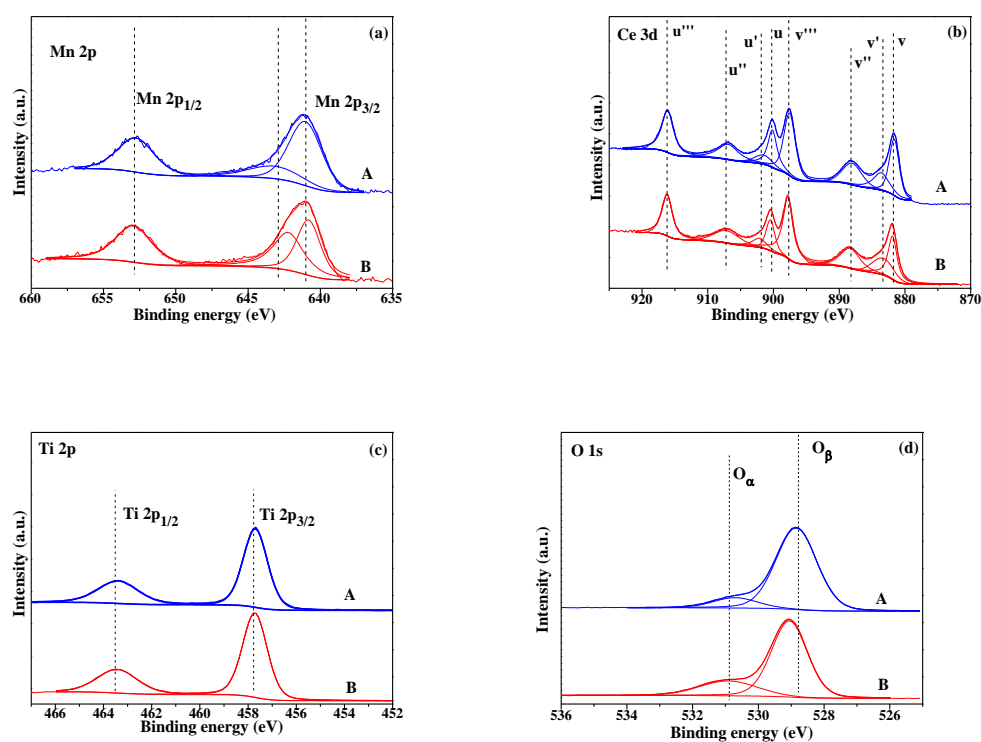 Mn 2p
(a)
Mn 2p1/2
Mn 2p3/2
A
B
Intensity (a.u.)
660 655 650 645 640 635
Binding energy (eV)
Ce 3d
(b)
u''' u'' u' u v''' v'' v' v
A
B
Intensity (a.u.)
920 910 900 890 880 870
Binding energy (eV)
Ti 2p
(c)
Ti 2p1/2
Ti 2p3/2
A
B
Intensity (a.u.)
466 464 462 460 458 456 454 452
Binding energy (eV)
O 1s
(d)
Oα
Oβ
A
B
Intensity (a.u.)
536 534 532 530 528 526
Binding energy (eV)